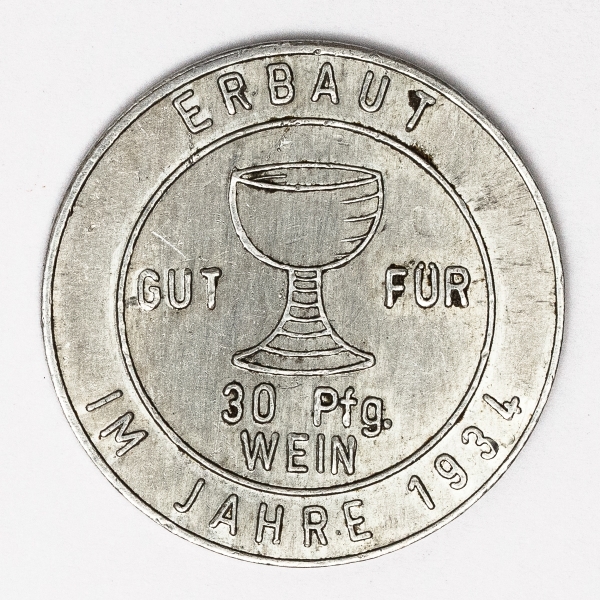 ERBAUT
GUT FÜR
30 Pfg.
WEIN
IM JAHRE 1934